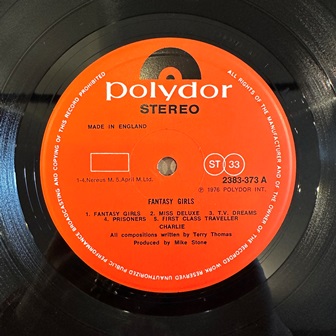 polydor
STEREO
MADE IN ENGLAND
ST 33
1-4, Nereus M. 5, April M. Ltd.
2383-373 A
℗ 1976 POLYDOR INT.
FANTASY GIRLS
1. FANTASY GIRLS 2. MISS DELUXE 3. T.V. DREAMS
4. PRISONERS 5. FIRST CLASS TRAVELLER
CHARLIE
All compositions written by Terry Thomas
Produced by Mike Stone
ALL RIGHTS OF THE MANUFACTURER AND OF THE OWNER OF THE RECORDED WORK RESERVED UNAUTHORIZED PUBLIC PERFORMANCE BROADCASTING AND COPYING OF THIS RECORD PROHIBITED